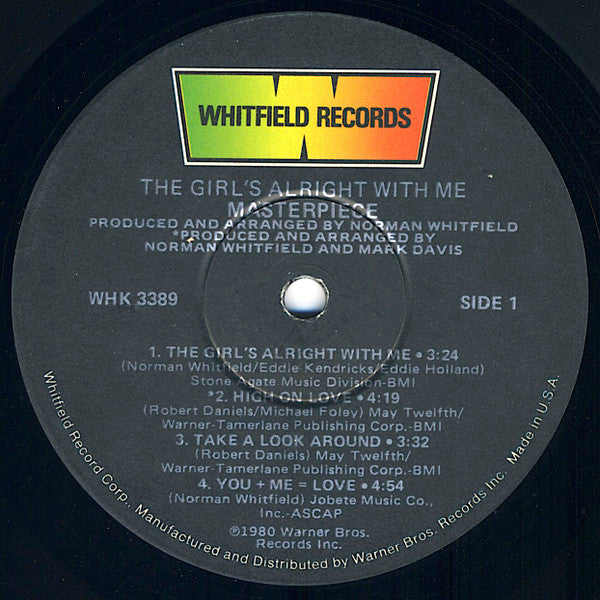 WHITFIELD RECORDS
THE GIRL'S ALRIGHT WITH ME
MASTERPIECE
PRODUCED AND ARRANGED BY NORMAN WHITFIELD
*PRODUCED AND ARRANGED BY
NORMAN WHITFIELD AND MARK DAVIS
WHK 3389
SIDE 1
1. THE GIRL'S ALRIGHT WITH ME • 3:24
(Norman Whitfield/Eddie Kendricks/Eddie Holland)
Stone Agate Music Division-BMI
*2. HIGH ON LOVE • 4:19
(Robert Daniels/Michael Foley) May Twelfth/
Warner-Tamerlane Publishing Corp.-BMI
3. TAKE A LOOK AROUND • 3:32
(Robert Daniels) May Twelfth/
Warner-Tamerlane Publishing Corp.-BMI
4. YOU + ME = LOVE • 4:54
(Norman Whitfield) Jobete Music Co.,
Inc.-ASCAP
℗1980 Warner Bros.
Records Inc.
Whitfield Record Corp. Manufactured and Distributed by Warner Bros. Records Inc. Made in U.S.A.